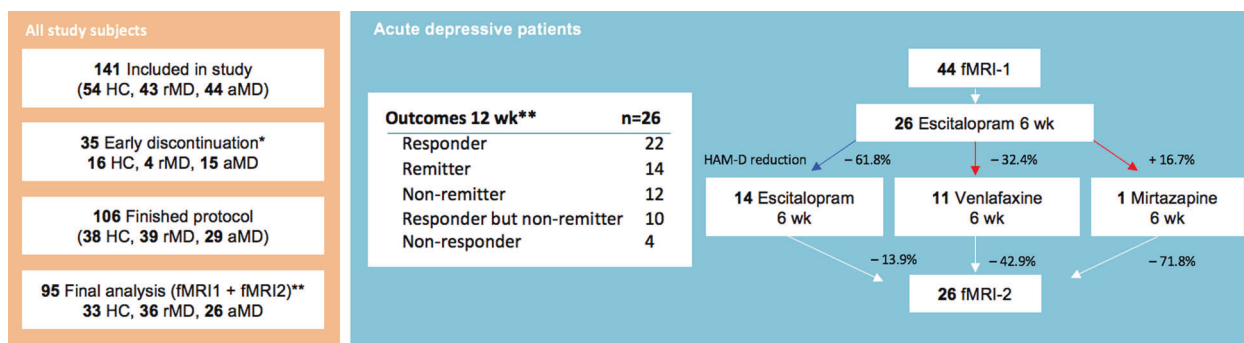 All study subjects
141 Included in study
(54 HC, 43 rMD, 44 aMD)
35 Early discontinuation*
16 HC, 4 rMD, 15 aMD
106 Finished protocol
(38 HC, 39 rMD, 29 aMD)
95 Final analysis (fMRI1 + fMRI2)**
33 HC, 36 rMD, 26 aMD
Acute depressive patients
Outcomes 12 wk** n=26
Responder 22
Remitter 14
Non-remitter 12
Responder but non-remitter 10
Non-responder 4
44 fMRI-1
26 Escitalopram 6 wk
HAM-D reduction – 61.8% – 32.4% + 16.7%
14 Escitalopram
6 wk
11 Venlafaxine
6 wk
1 Mirtazapine
6 wk
– 13.9% – 42.9% – 71.8%
26 fMRI-2